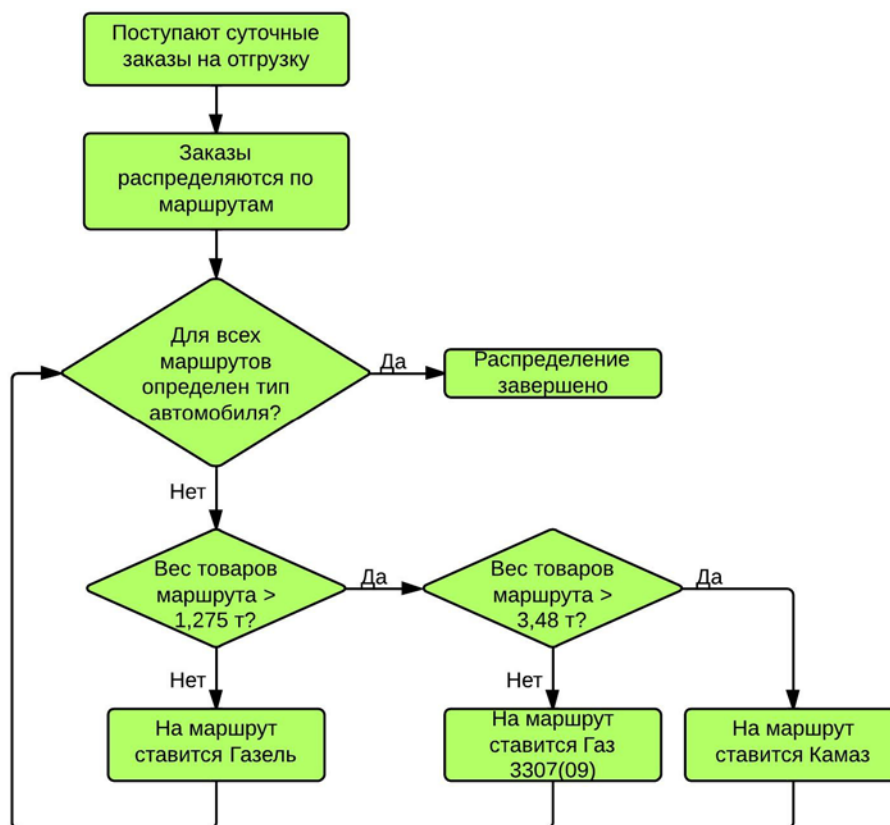 Поступают суточные
заказы на отгрузку
Заказы
распределяются по
маршрутам
Для всех
маршрутов
определен тип
автомобиля?
Да
Распределение
завершено
Нет
Вес товаров
маршрута >
1,275 т?
Да
Вес товаров
маршрута >
3,48 т?
Да
Нет
Нет
На маршрут
ставится Газель
На маршрут
ставится Газ
3307(09)
На маршрут
ставится Камаз